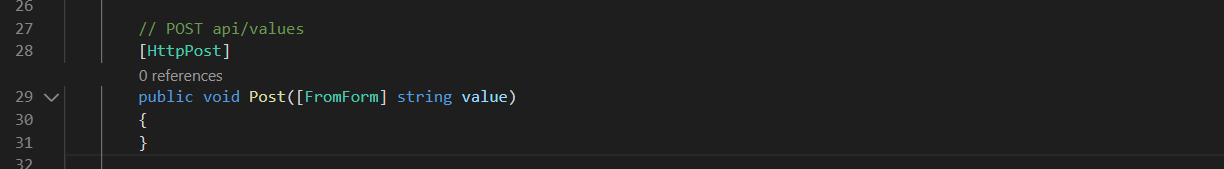 26
27 // POST api/values
28 [HttpPost]
0 references
29 public void Post([FromForm] string value)
30 {
31 }
32